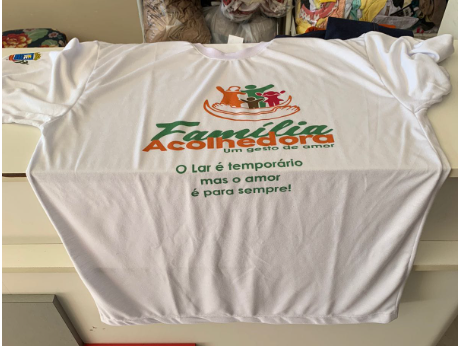 Família
Acolhedora
Um gesto de amor
O Lar é temporário
mas o amor
é para sempre!